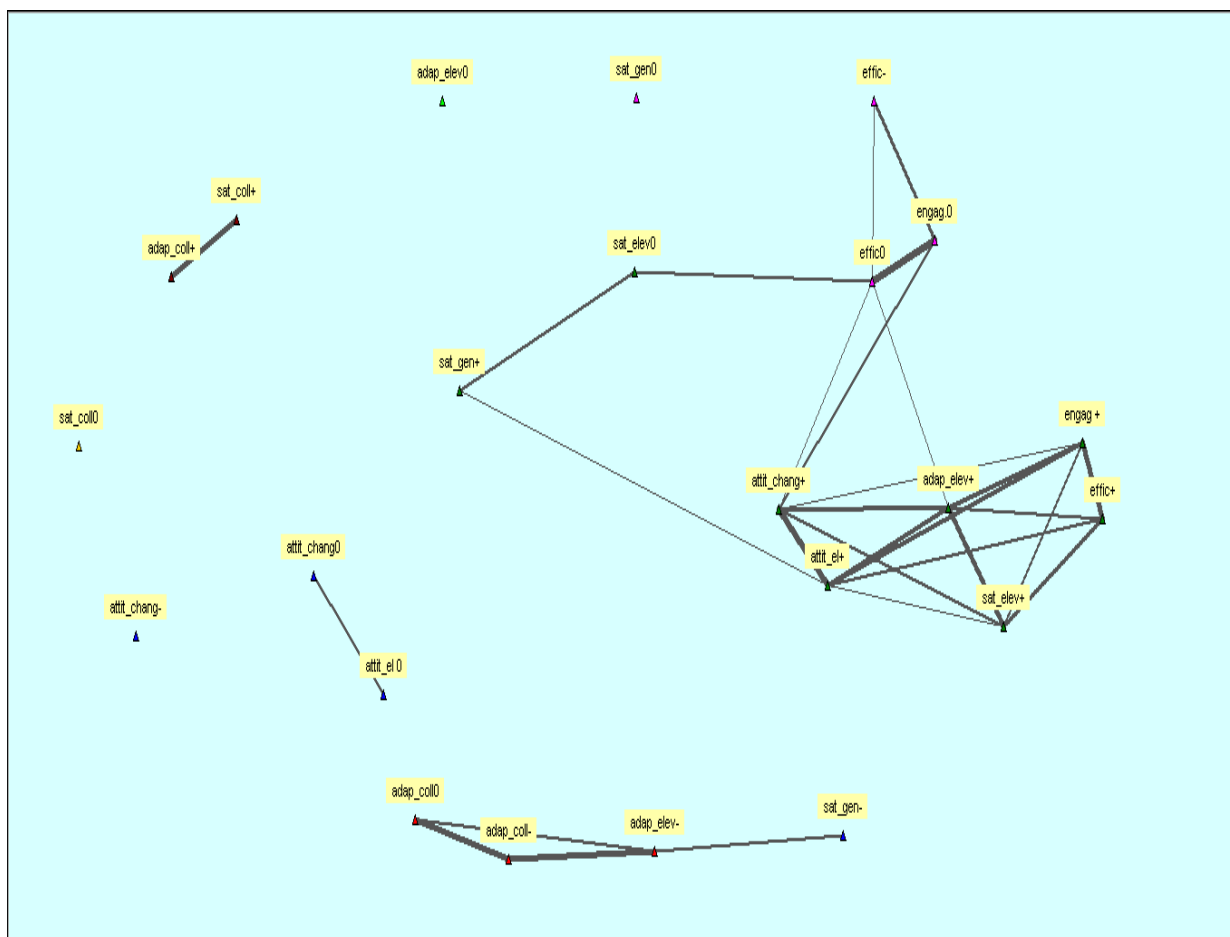 adap_elev0
sat_gen0
effic-
sat_coll+
engag.0
adap_coll+
sat_elev0
effic0
sat_gen+
sat_coll0
engag +
attit_chang+
adap_elev+
effic+
attit_chang0
attit_el+
sat_elev+
attit_chang-
attit_el 0
adap_coll0
adap_coll-
adap_elev-
sat_gen-